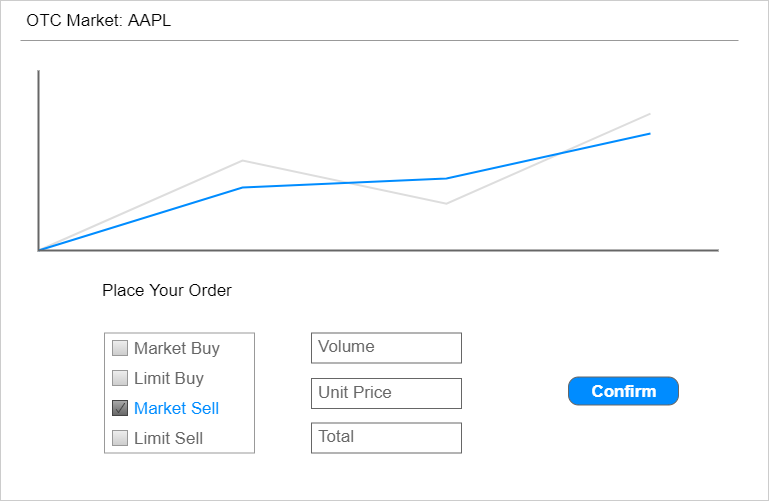 OTC Market: AAPL
Place Your Order
Market Buy
Limit Buy
Market Sell
Limit Sell
Volume
Unit Price
Total
Confirm